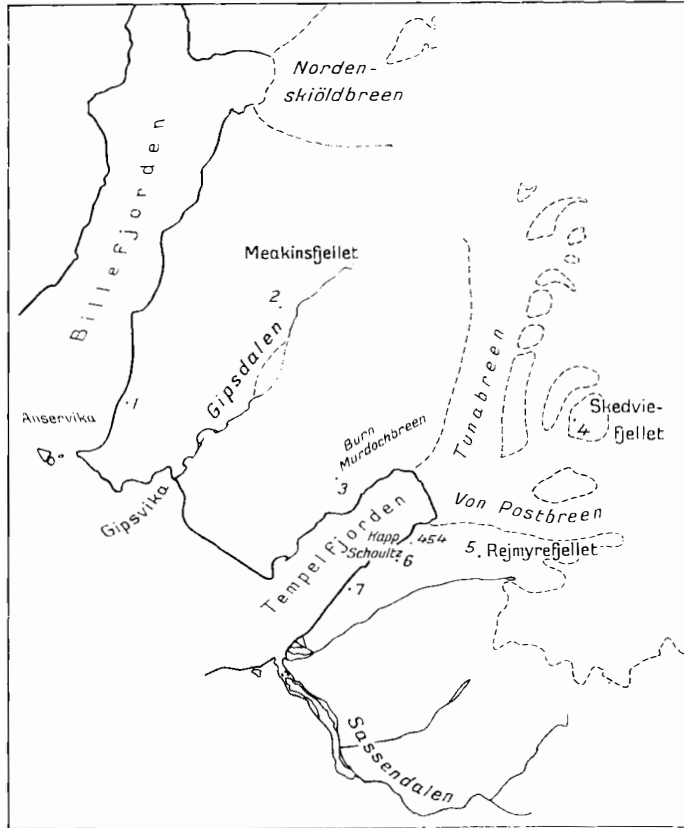 Norden-
skiöldbreen
Billefjorden
Meakinsfjellet
2
Gipsdalen
Tunabreen
1
Anservika
Skedvie-
fjellet
4
Burn
Murdochbreen
3
Gipsvika
Von Postbreen
Tempelfjorden
Kapp
Schoultz
454
5
Rejmyrefjellet
6
7
Sassendalen